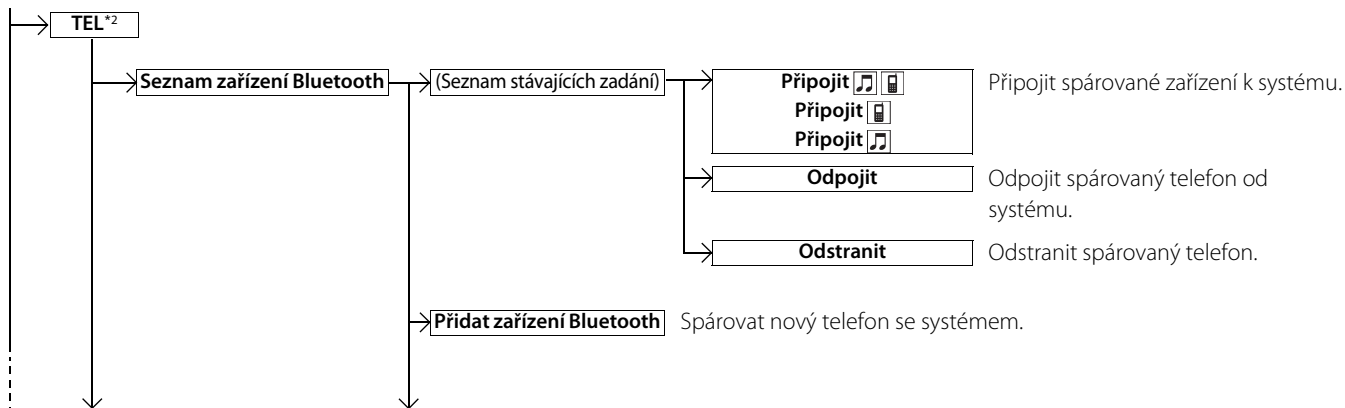 TEL*2
Seznam zařízení Bluetooth
(Seznam stávajících zadání)
Připojit
Připojit
Připojit
Připojit spárované zařízení k systému.
Odpojit
Odpojit spárovaný telefon od
systému.
Odstranit
Odstranit spárovaný telefon.
Přidat zařízení Bluetooth
Spárovat nový telefon se systémem.